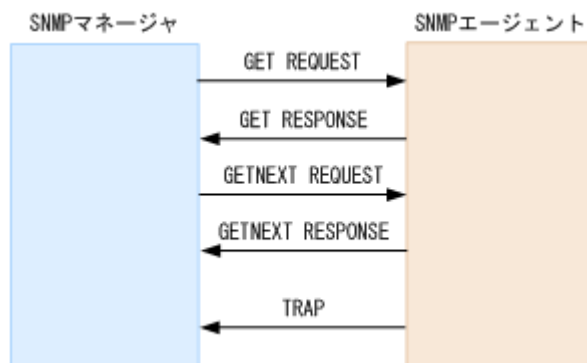 SNMPマネージャ
SNMPエージェント
GET REQUEST
GET RESPONSE
GETNEXT REQUEST
GETNEXT RESPONSE
TRAP